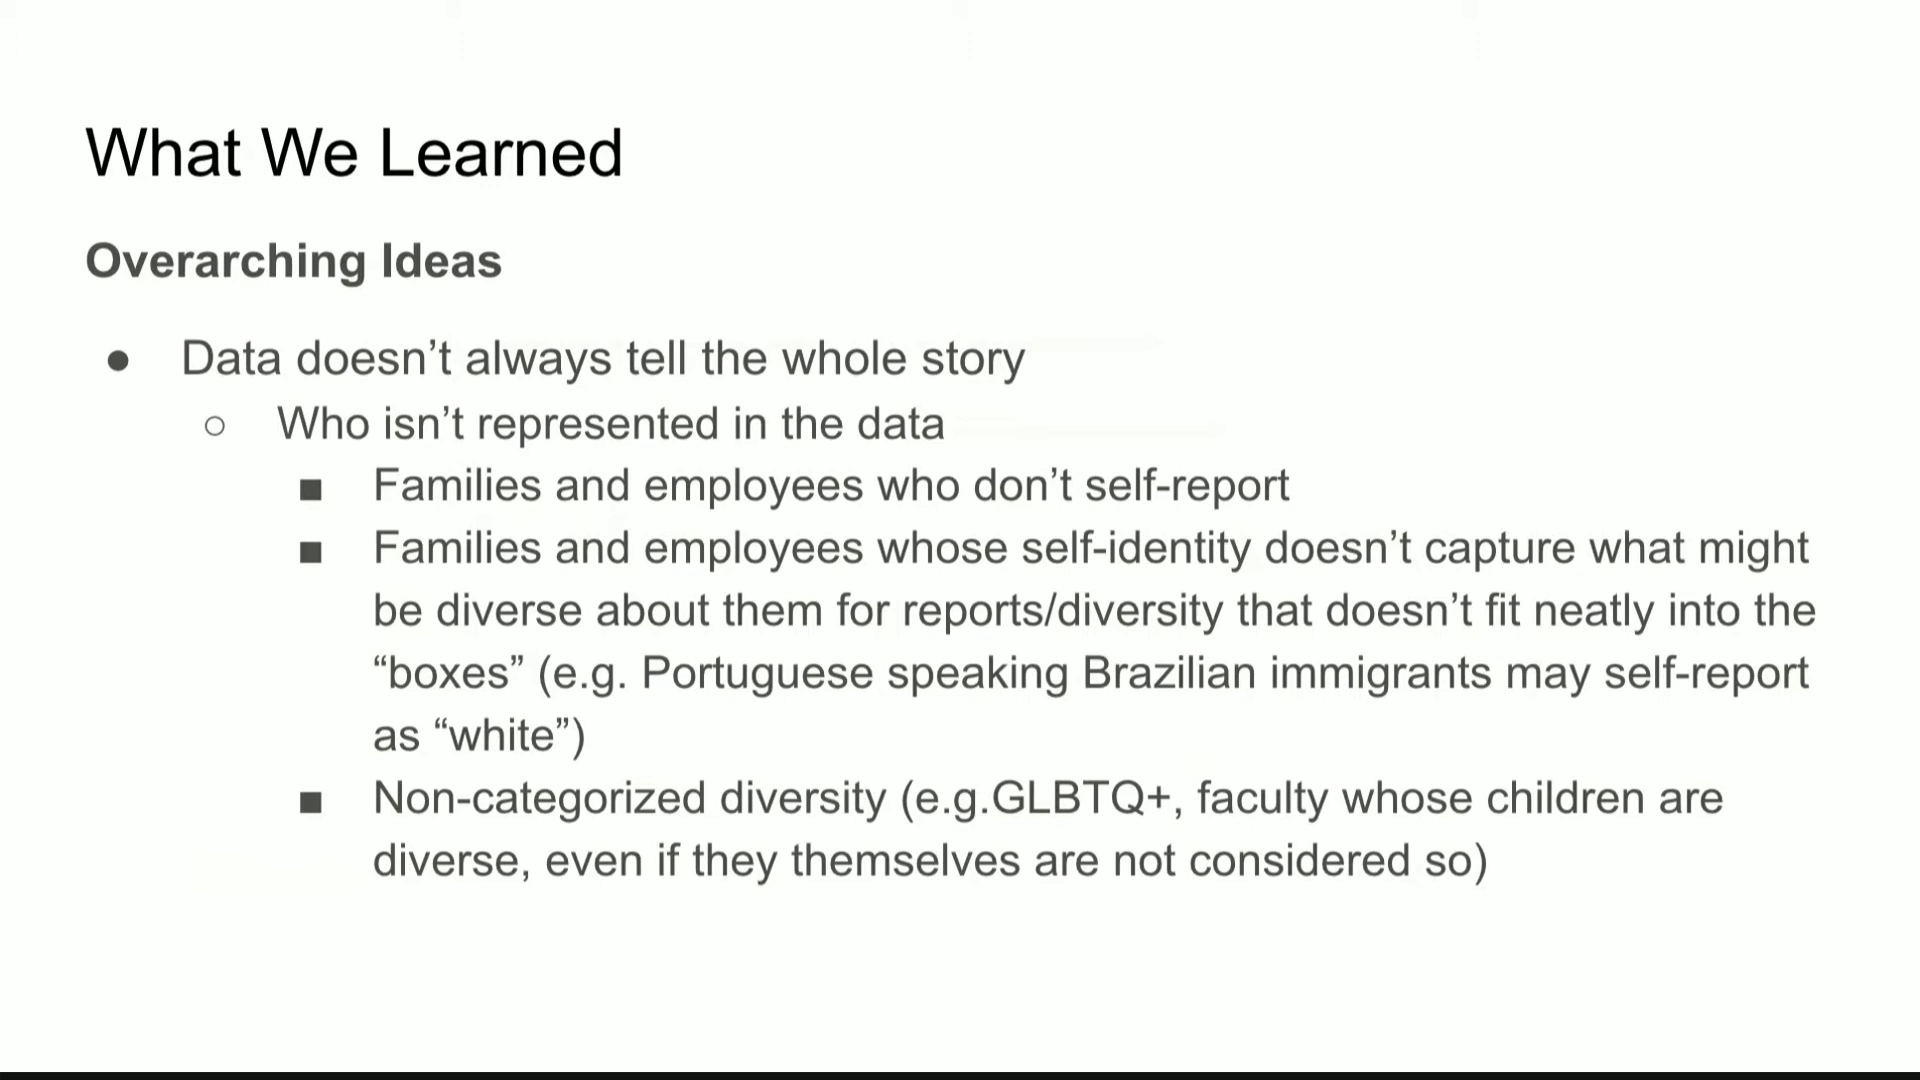 What We Learned
Overarching Ideas
● Data doesn’t always tell the whole story
○ Who isn’t represented in the data
■ Families and employees who don’t self-report
■ Families and employees whose self-identity doesn’t capture what might
be diverse about them for reports/diversity that doesn’t fit neatly into the
“boxes” (e.g. Portuguese speaking Brazilian immigrants may self-report
as “white”)
■ Non-categorized diversity (e.g.GLBTQ+, faculty whose children are
diverse, even if they themselves are not considered so)